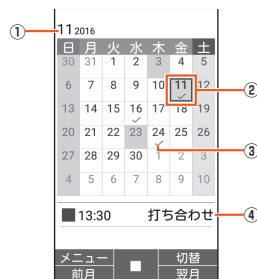 ①
11 2016
日 月 火 水 木 金 土
30 31 1 2 3 4 5
6 7 8 9 10 11 12
②
13 14 15 16 17 18 19
20 21 22 23 24 25 26
③
27 28 29 30 1 2 3
4 5 6 7 8 9 10
13:30 打ち合わせ
④
メニュー 切替
前月 翌月